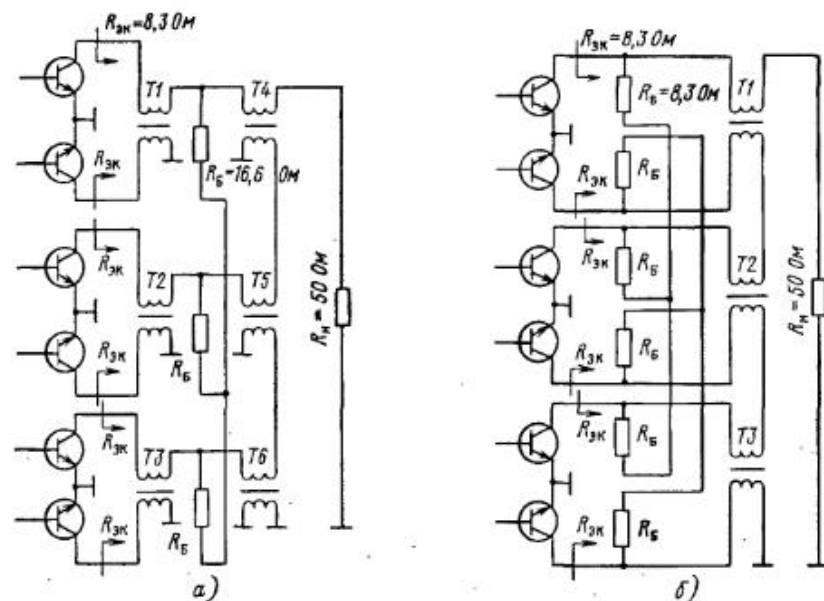 Rэк=8,3 Ом
T1
T4
Rэк
RБ=16,6 Ом
Rэк
T2
T5
RБ
Rн=50 Ом
Rэк
Rэк
T3
T6
RБ
Rэк
а)
Rэк=8,3 Ом
RБ=8,3 Ом
T1
Rэк
RБ
Rэк
RБ
T2
RБ
Rн=50 Ом
Rэк
Rэк
RБ
T3
Rэк
RБ
б)